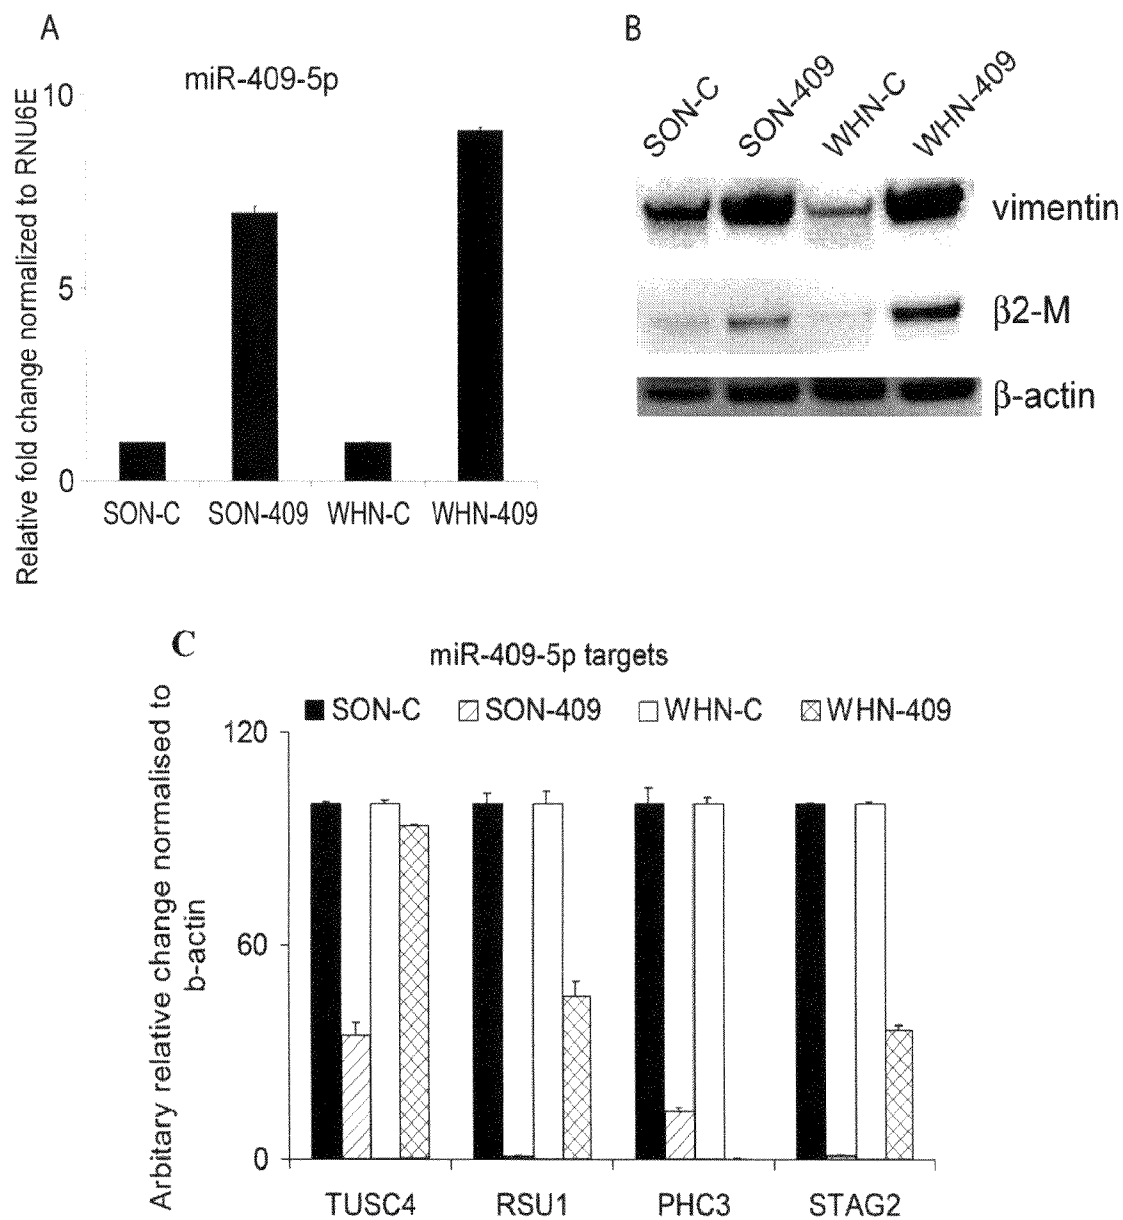 A
miR-409-5p
Relative fold change normalized to RNU6E
10
5
0
SON-C SON-409 WHN-C WHN-409
B
SON-C SON-409 WHN-C WHN-409
vimentin
β2-M
β-actin
C
miR-409-5p targets
SON-C SON-409 WHN-C WHN-409
Arbitary relative change normalised to
b-actin
120
60
0
TUSC4 RSU1 PHC3 STAG2